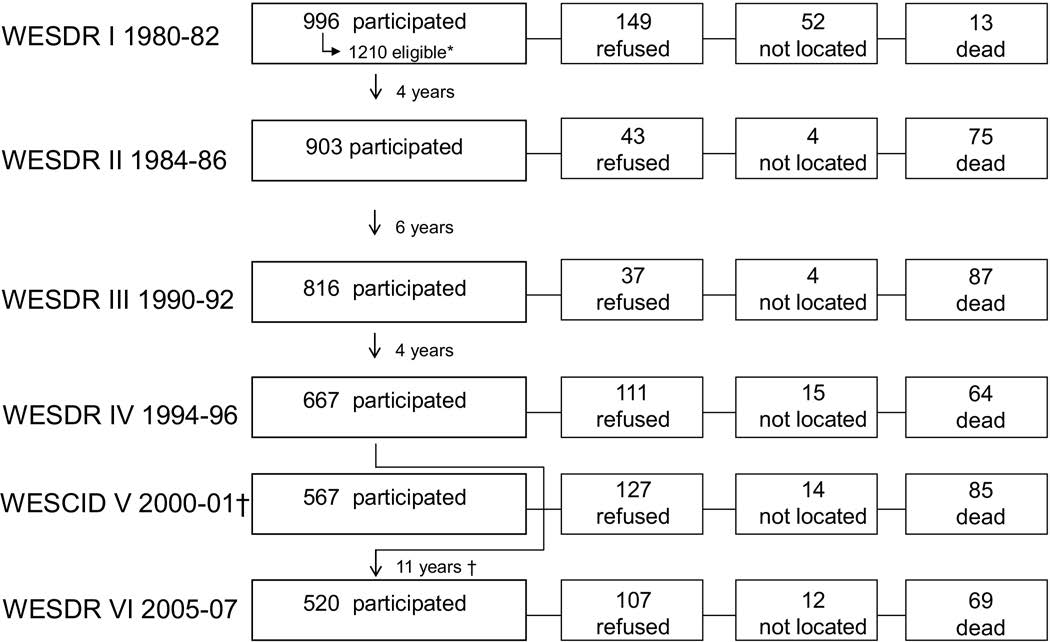 WESDR I 1980-82
996 participated
1210 eligible*
149
refused
52
not located
13
dead
4 years
WESDR II 1984-86
903 participated
43
refused
4
not located
75
dead
6 years
WESDR III 1990-92
816 participated
37
refused
4
not located
87
dead
4 years
WESDR IV 1994-96
667 participated
111
refused
15
not located
64
dead
WESCID V 2000-01†
567 participated
127
refused
14
not located
85
dead
11 years †
WESDR VI 2005-07
520 participated
107
refused
12
not located
69
dead